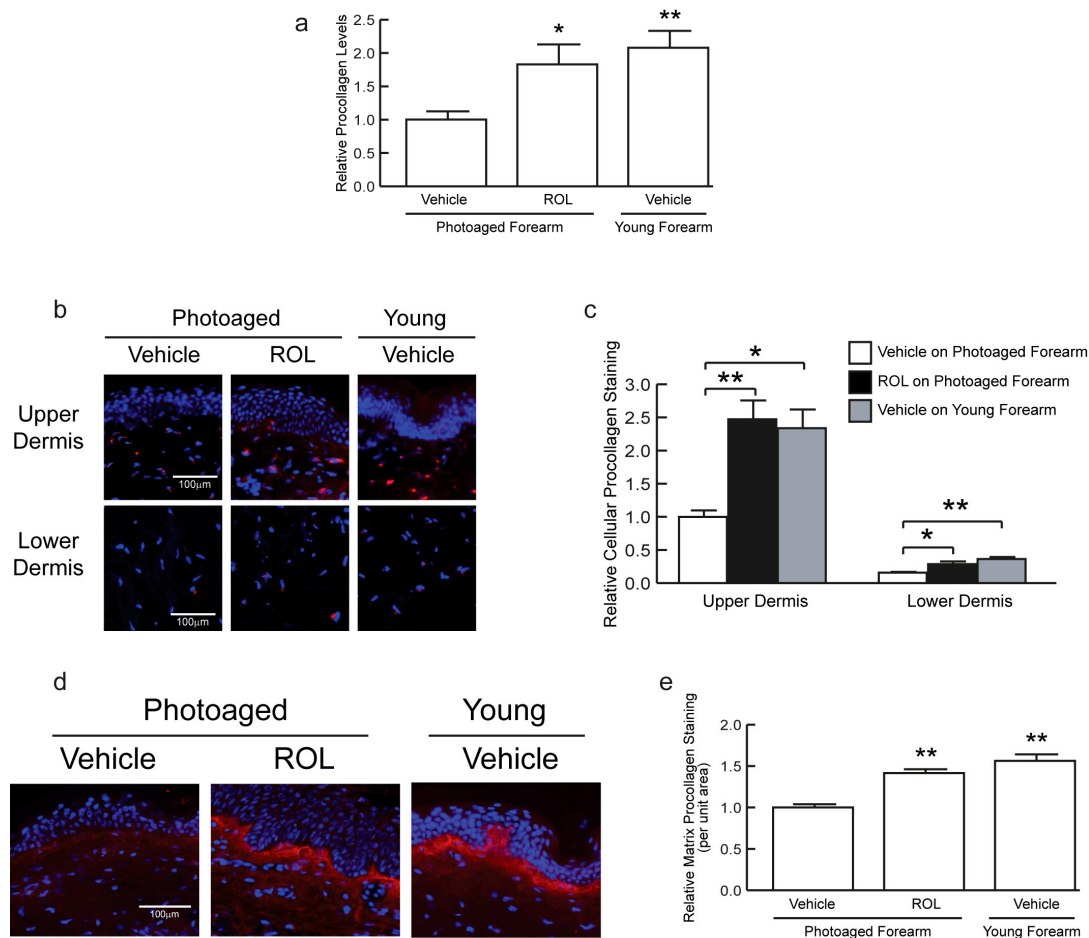 a
Relative Procollagen Levels
2.5
2.0
1.5
1.0
0.5
0.0
*
**
Vehicle
ROL
Vehicle
Photoaged Forearm
Young Forearm
b
Photoaged
Young
Vehicle
ROL
Vehicle
Upper
Dermis
100μm
Lower
Dermis
100μm
c
Relative Cellular Procollagen Staining
3.0
2.5
2.0
1.5
1.0
0.5
0.0
*
**
**
*
Vehicle on Photoaged Forearm
ROL on Photoaged Forearm
Vehicle on Young Forearm
Upper Dermis
Lower Dermis
d
Photoaged
Young
Vehicle
ROL
Vehicle
100μm
e
Relative Matrix Procollagen Staining
(per unit area)
2.0
1.5
1.0
0.5
0.0
**
**
Vehicle
ROL
Vehicle
Photoaged Forearm
Young Forearm